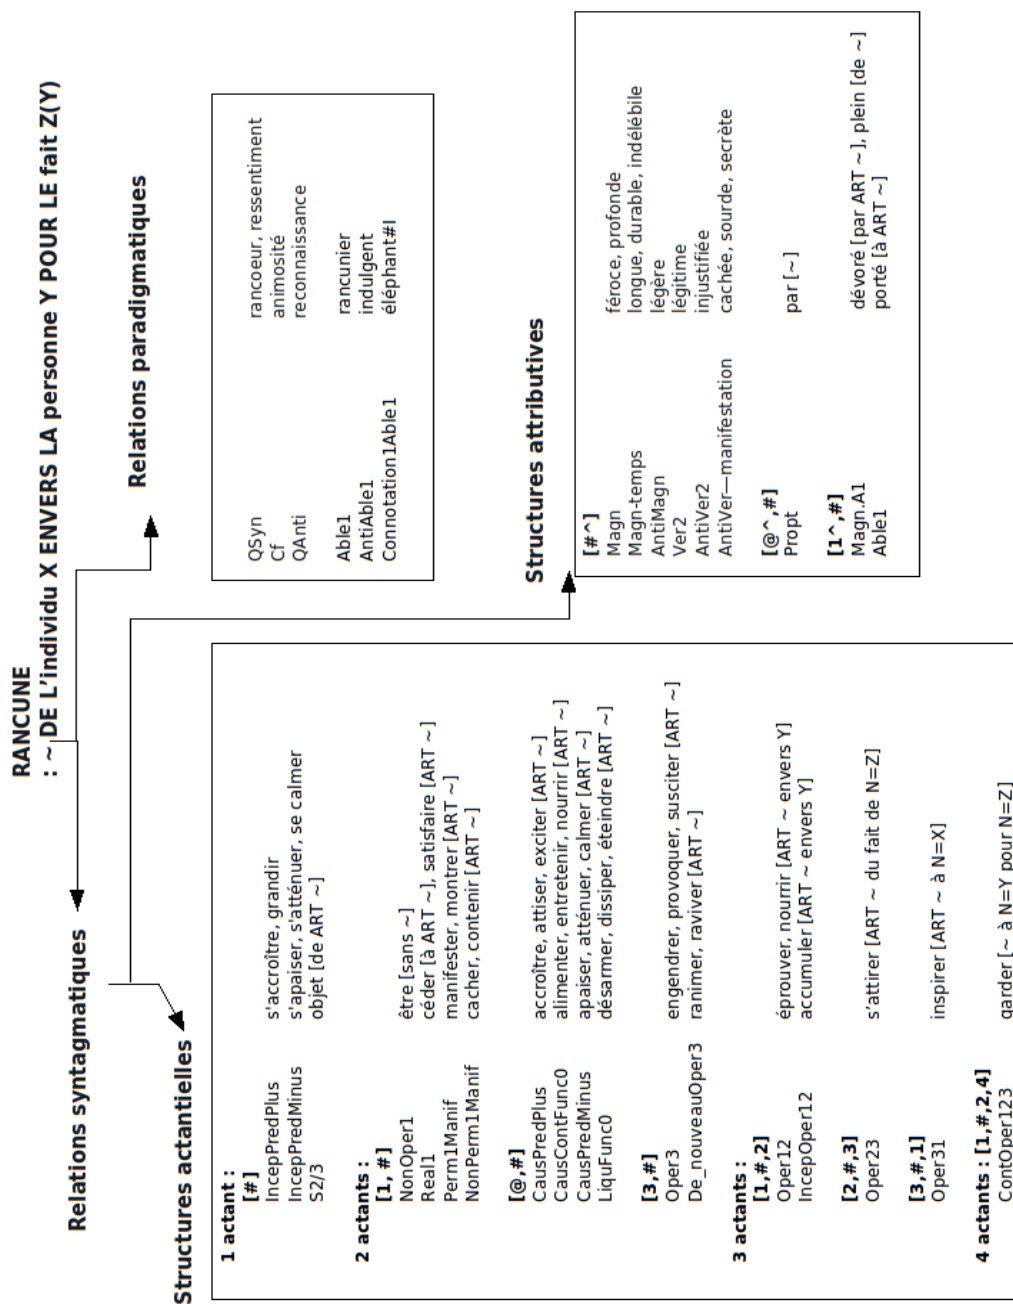 RANCUNE
: ~ DE L'individu X ENVERS LA personne Y POUR LE fait Z(Y)
Relations syntagmatiques
Relations paradigmatiques
QSyn rancoeur, ressentiment
Cf animosité
QAnti reconnaissance
Able1 rancunier
AntiAble1 indulgent
Connotation1Able1 éléphant#I
Structures actantielles
1 actant :
[#]
IncepPredPlus s'accroître, grandir
IncepPredMinus s'apaiser, s'atténuer, se calmer
S2/3 objet [de ART ~]
2 actants :
[1, #]
NonOper1 être [sans ~]
Real1 céder [à ART ~], satisfaire [ART ~]
Perm1Manif manifester, montrer [ART ~]
NonPerm1Manif cacher, contenir [ART ~]
[@,#]
CausPredPlus accroître, attiser, exciter [ART ~]
CausContFunc0 alimenter, entretenir, nourrir [ART ~]
CausPredMinus apaiser, atténuer, calmer [ART ~]
LiquFunc0 désarmer, dissiper, éteindre [ART ~]
[3,#]
Oper3 engendrer, provoquer, susciter [ART ~]
De_nouveauOper3 ranimer, raviver [ART ~]
3 actants :
[1,#,2]
Oper12 éprouver, nourrir [ART ~ envers Y]
IncepOper12 accumuler [ART ~ envers Y]
[2,#,3]
Oper23 s'attirer [ART ~ du fait de N=Z]
[3,#,1]
Oper31 inspirer [ART ~ à N=X]
4 actants : [1,#,2,4]
ContOper123 garder [~ à N=Y pour N=Z]
Structures attributives
[#^]
Magn féroce, profonde
Magn-temps longue, durable, indélébile
AntiMagn légère
Ver2 légitime
AntiVer2 injustifiée
AntiVer—manifestation cachée, sourde, secrète
[@^,#]
Propt par [~]
[1^,#]
Magn.A1 dévoré [par ART ~], plein [de ~]
Able1 porté [à ART ~]